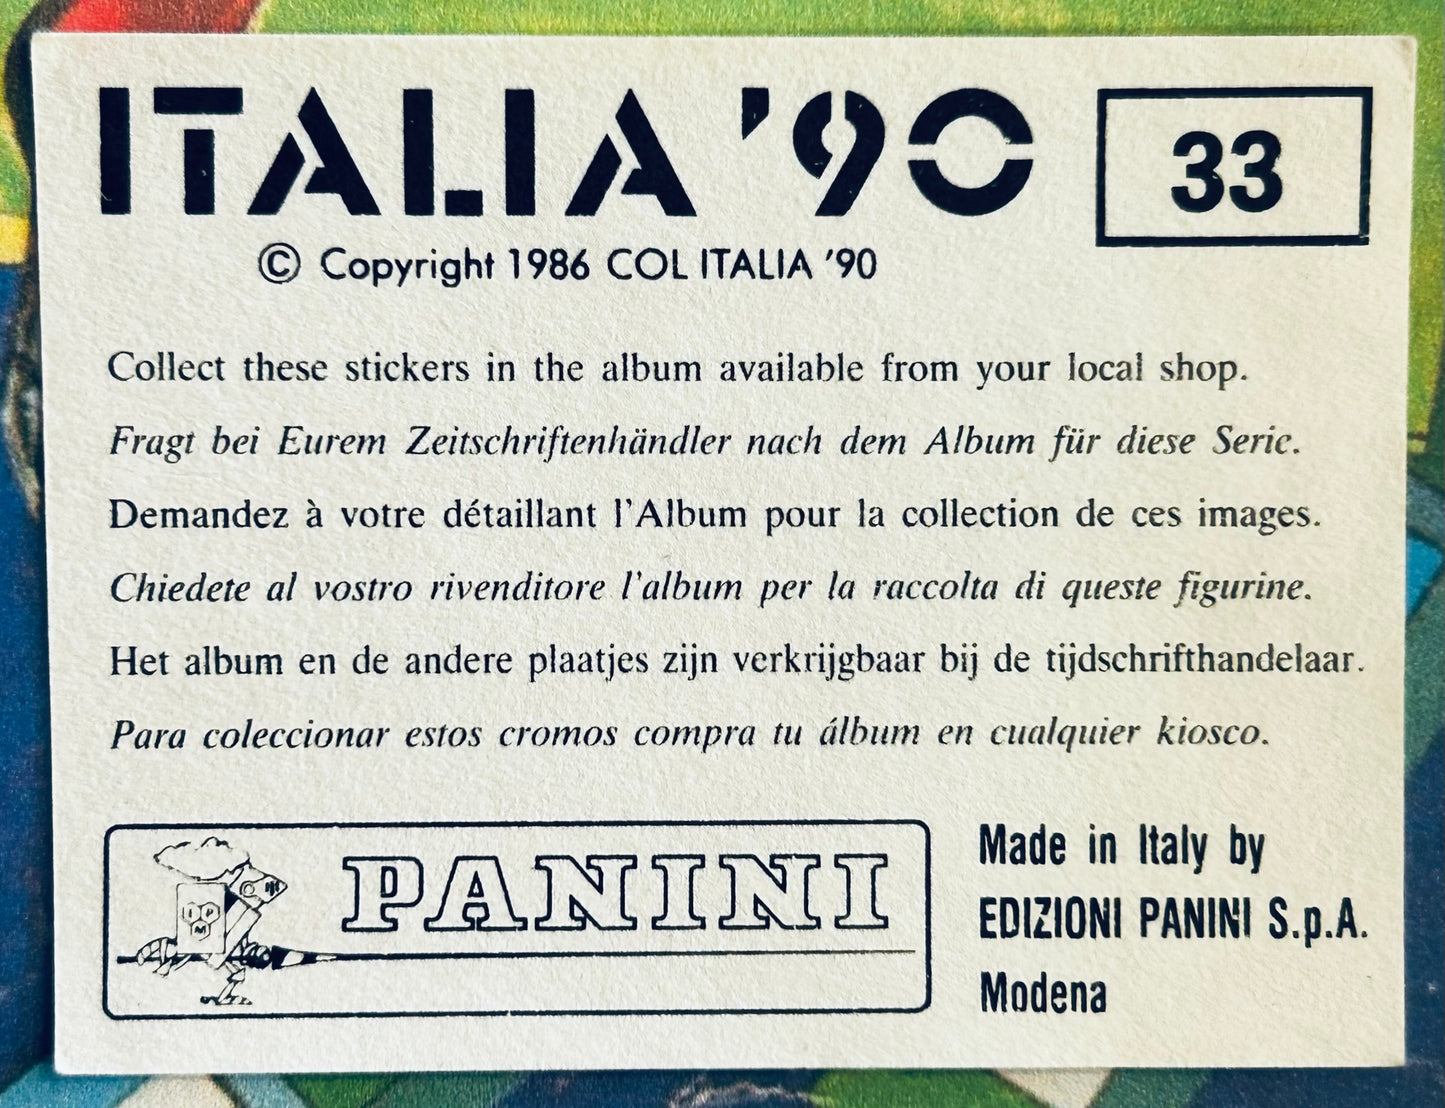 ITALIA '90
33
© Copyright 1986 COL ITALIA '90
Collect these stickers in the album available from your local shop.
Fragt bei Eurem Zeitschriftenhändler nach dem Album für diese Serie.
Demandez à votre détaillant l'Album pour la collection de ces images.
Chiedete al vostro rivenditore l'album per la raccolta di queste figurine.
Het album en de andere plaatjes zijn verkrijgbaar bij de tijdschrifthandelaar.
Para coleccionar estos cromos compra tu álbum en cualquier kiosco.
IPM
PANINI
Made in Italy by
EDIZIONI PANINI S.p.A.
Modena